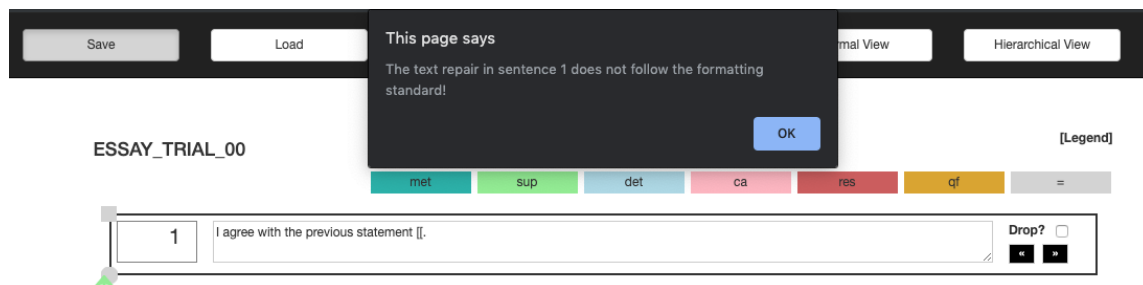 Save
Load
This page says
rmal View
Hierarchical View
The text repair in sentence 1 does not follow the formatting
standard!
OK
ESSAY_TRIAL_00
[Legend]
met
sup
det
ca
res
qf
=
1
I agree with the previous statement [[.
Drop?
«
»